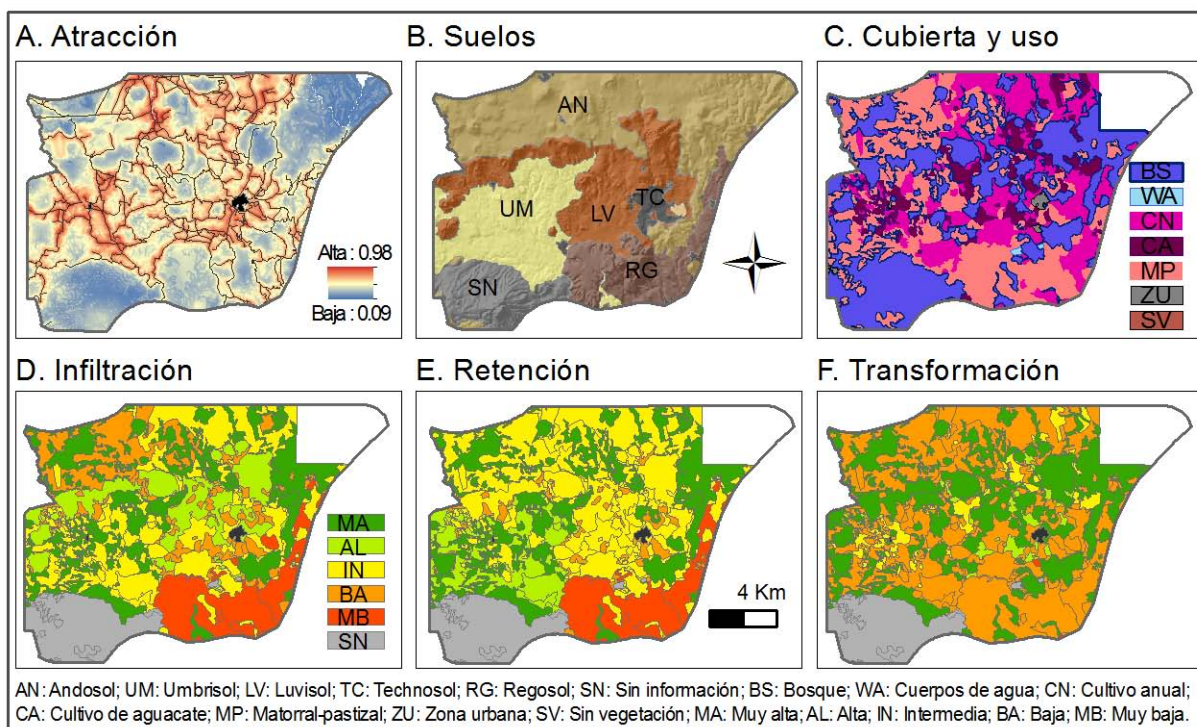 A. Atracción
B. Suelos
C. Cubierta y uso
Alta : 0.98
Baja : 0.09
AN
UM
LV
TC
RG
SN
BS
WA
CN
CA
MP
ZU
SV
D. Infiltración
E. Retención
F. Transformación
MA
AL
IN
BA
MB
SN
4 Km
AN: Andosol; UM: Umbrisol; LV: Luvisol; TC: Technosol; RG: Regosol; SN: Sin información; BS: Bosque; WA: Cuerpos de agua; CN: Cultivo anual;
CA: Cultivo de aguacate; MP: Matorral-pastizal; ZU: Zona urbana; SV: Sin vegetación; MA: Muy alta; AL: Alta; IN: Intermedia; BA: Baja; MB: Muy baja.